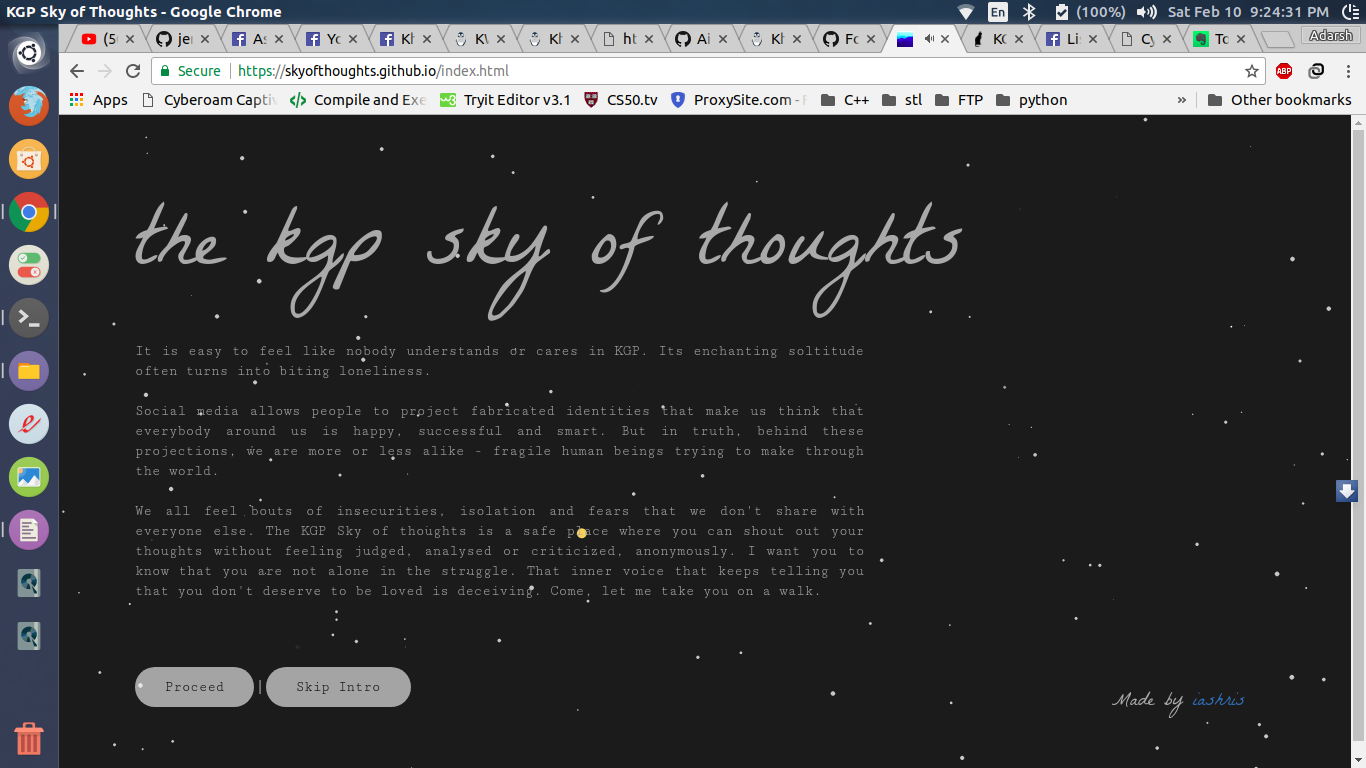 KGP Sky of Thoughts - Google Chrome
En
(100%)
Sat Feb 10 9:24:31 PM
(5
je
As
Yo
Kh
KV
Kh
ht
Ai
Kh
Fo
KG
Li
Cy
To
Adarsh
Secure
https://skyofthoughts.github.io/index.html
ABP
Apps
Cyberoam Captiv
Compile and Exe
Tryit Editor v3.1
CS50.tv
ProxySite.com - F
C++
stl
FTP
python
»
Other bookmarks
the kgp sky of thoughts
It is easy to feel like nobody understands or cares in KGP. Its enchanting soltitude
often turns into biting loneliness.
Social media allows people to project fabricated identities that make us think that
everybody around us is happy, successful and smart. But in truth, behind these
projections, we are more or less alike - fragile human beings trying to make through
the world.
We all feel bouts of insecurities, isolation and fears that we don't share with
everyone else. The KGP Sky of thoughts is a safe place where you can shout out your
thoughts without feeling judged, analysed or criticized, anonymously. I want you to
know that you are not alone in the struggle. That inner voice that keeps telling you
that you don't deserve to be loved is deceiving. Come, let me take you on a walk.
Proceed | Skip Intro
Made by iashris